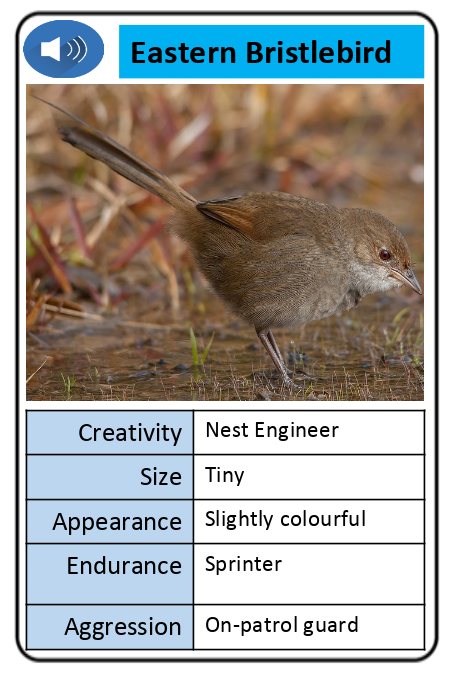 Eastern Bristlebird
Creativity Nest Engineer
Size Tiny
Appearance Slightly colourful
Endurance Sprinter
Aggression On-patrol guard